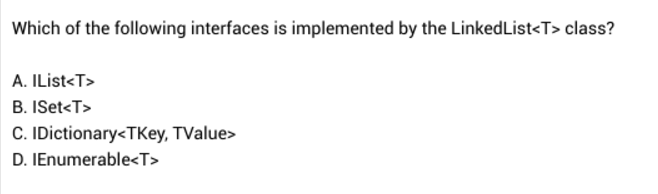 Which of the following interfaces is implemented by the LinkedList<T> class?
A. IList<T>
B. ISet<T>
C. IDictionary<TKey, TValue>
D. IEnumerable<T>